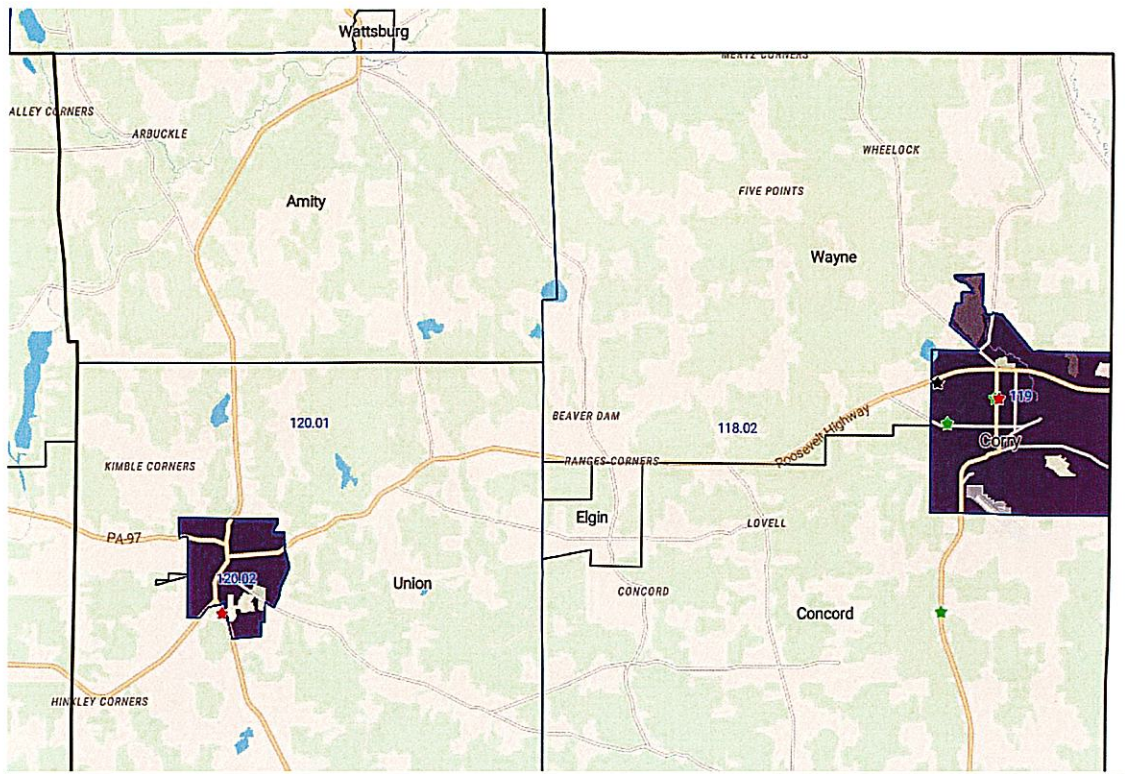 Wattsburg
MERTZ CORNERS
ALLEY CORNERS
ARBUCKLE
WHEELOCK
FIVE POINTS
Amity
Wayne
119
BEAVER DAM
120.01
118.02
Roosevelt Highway
Corry
KIMBLE CORNERS
RANGES CORNERS
Elgin
LOVELL
PA-97
120.02
Union
CONCORD
Concord
HINKLEY CORNERS